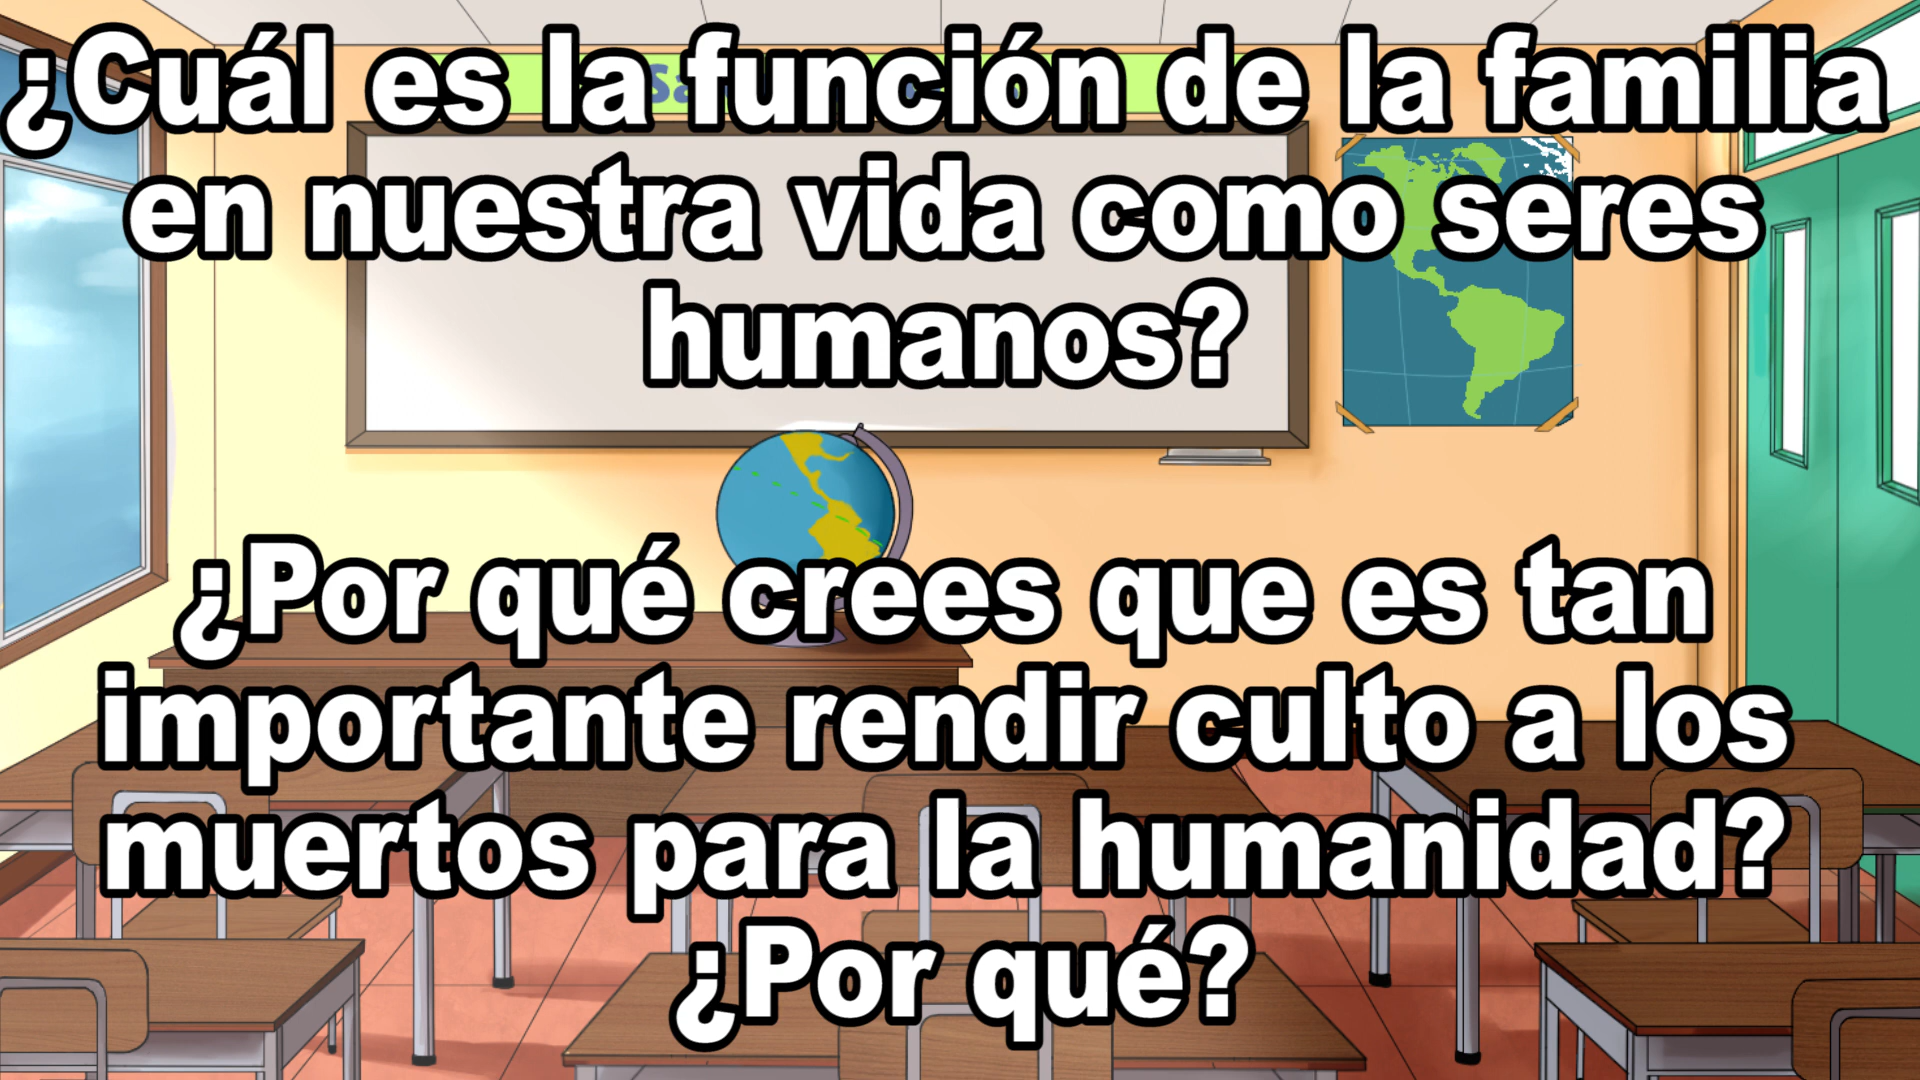 ¿Cuál es la función de la familia
en nuestra vida como seres
humanos?
¿Por qué crees que es tan
importante rendir culto a los
muertos para la humanidad?
¿Por qué?